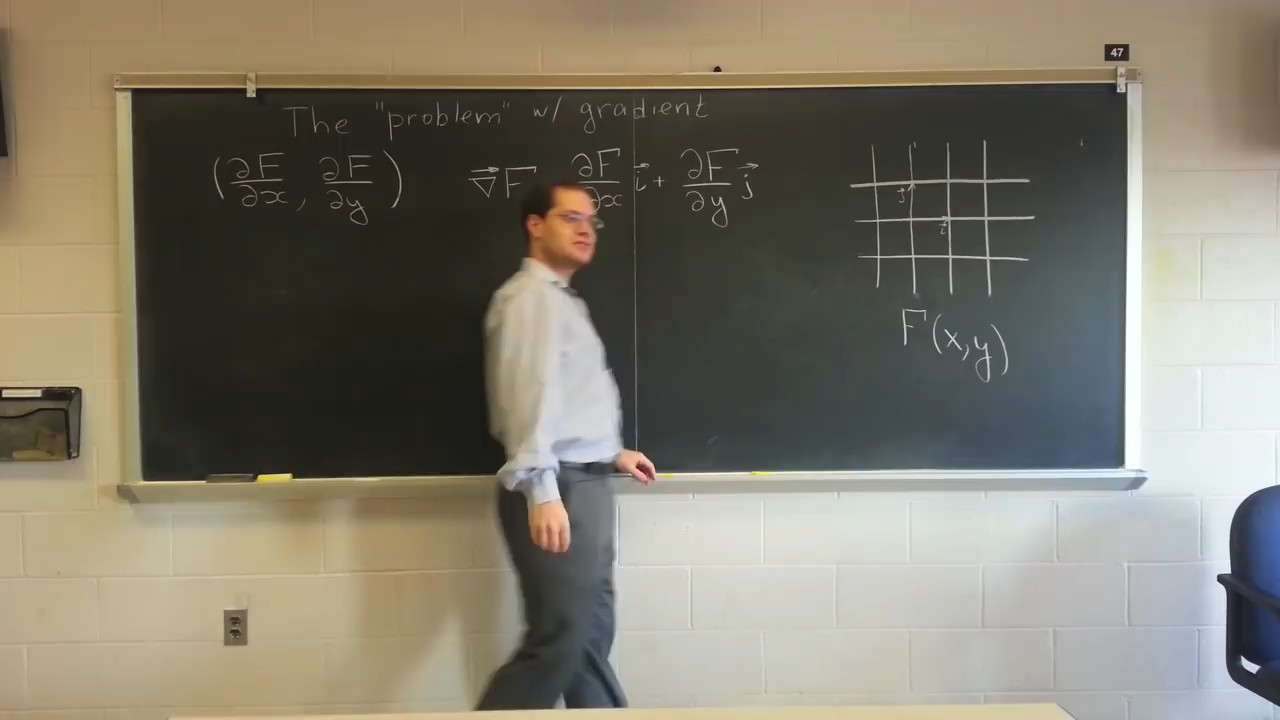 The "problem" w/ gradient
(∂F/∂x, ∂F/∂y)
∇⃗F ∂F/∂x i⃗ + ∂F/∂y j⃗
j⃗
i⃗
F(x,y)
47